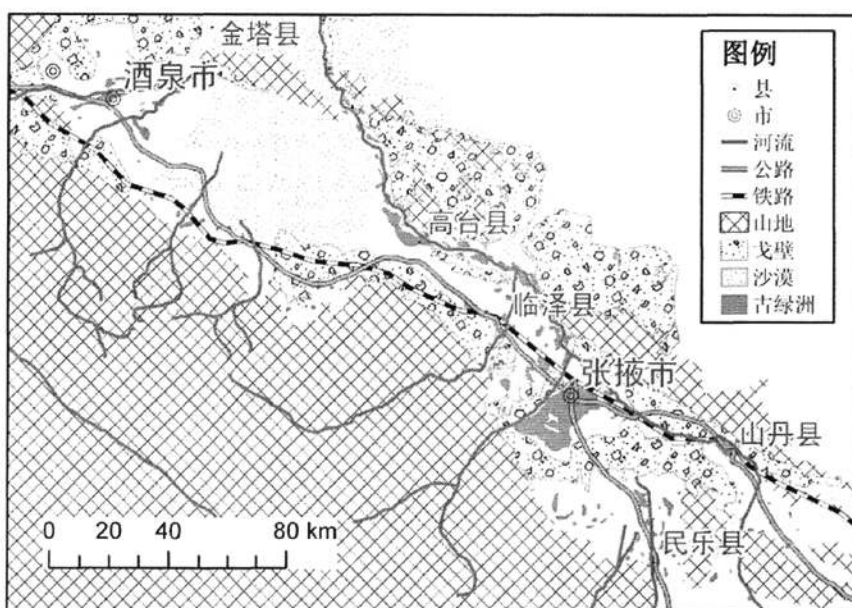 金塔县
酒泉市
高台县
临泽县
张掖市
山丹县
民乐县
图例
县
市
河流
公路
铁路
山地
戈壁
沙漠
古绿洲
0 20 40 80 km